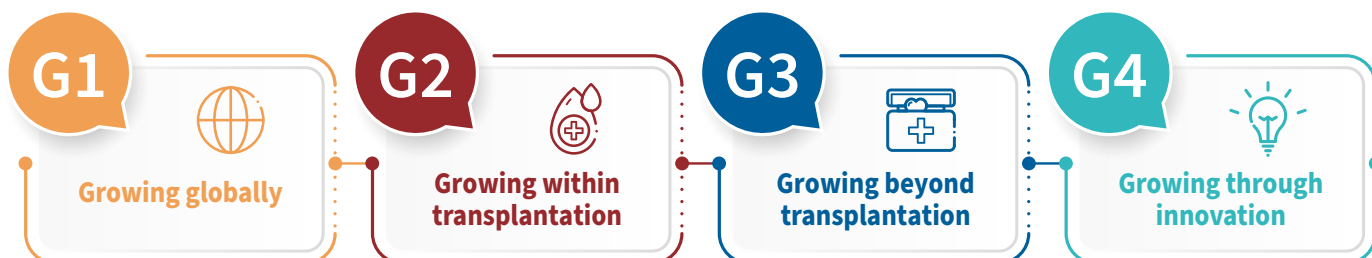 G1
Growing globally
G2
Growing within
transplantation
G3
Growing beyond
transplantation
G4
Growing through
innovation